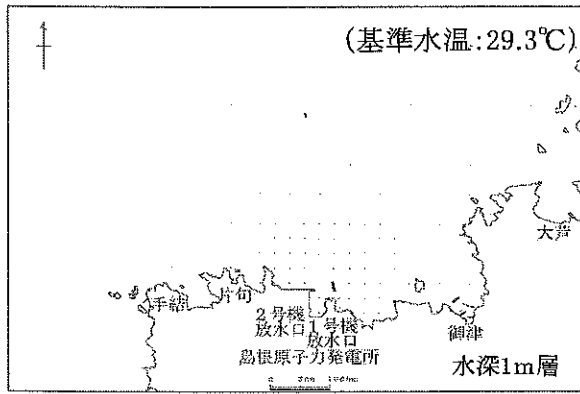 (基準水温:29.3℃)
大芦
手結
片句
御津
2号機
放水口
1号機
放水口
島根原子力発電所
水深1m層